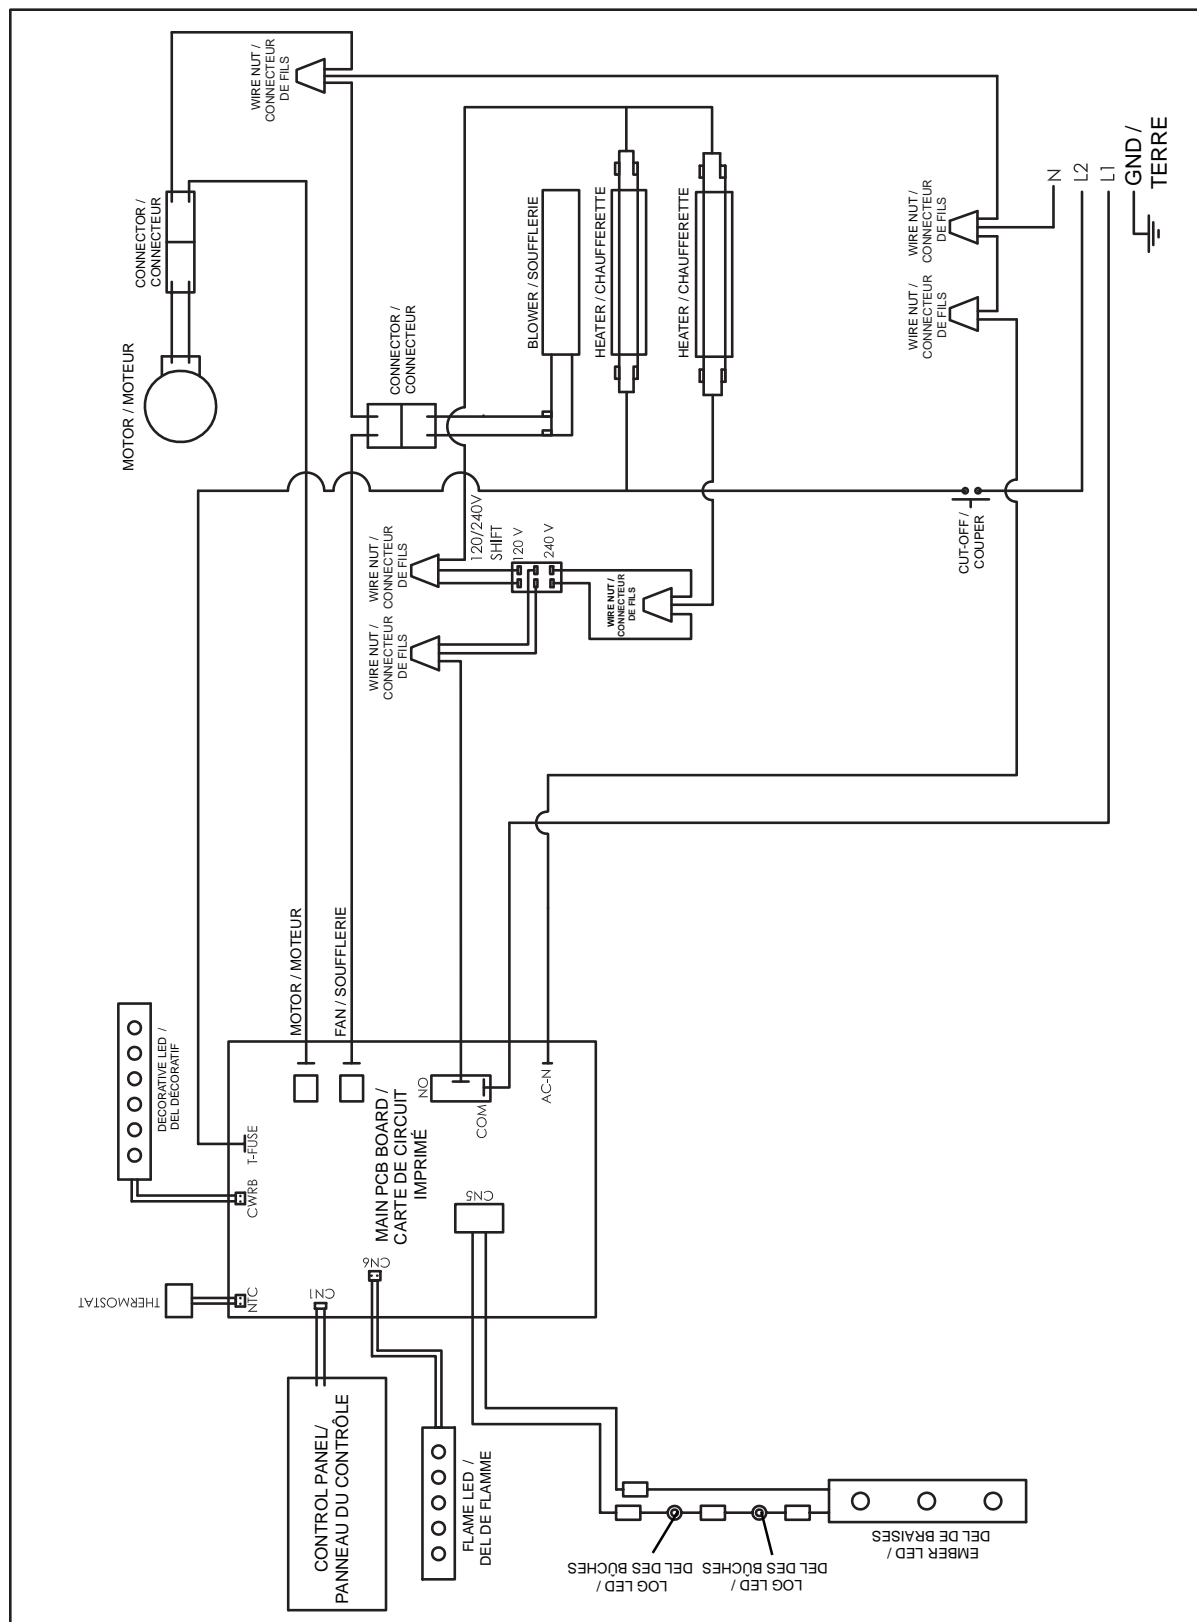 WIRE NUT /
CONNECTEUR
DE FILS
CONNECTOR /
CONNECTEUR
MOTOR / MOTEUR
CONNECTOR /
CONNECTEUR
BLOWER / SOUFFLERIE
HEATER / CHAUFFERETTE
HEATER / CHAUFFERETTE
WIRE NUT /
CONNECTEUR
DE FILS
WIRE NUT /
CONNECTEUR
DE FILS
N
L2
L1
GND /
TERRE
WIRE NUT /
CONNECTEUR
DE FILS
WIRE NUT /
CONNECTEUR
DE FILS
120/240V
SHIFT
120 V
240 V
WIRE NUT /
CONNECTEUR
DE FILS
CUT-OFF /
COUPER
MOTOR / MOTEUR
FAN / SOUFFLERIE
DECORATIVE LED /
DEL DÉCORATIF
T-FUSE
CWRB
NTC
THERMOSTAT
CN1
CN6
CN5
NO
COM
AC-N
MAIN PCB BOARD /
CARTE DE CIRCUIT
IMPRIMÉ
CONTROL PANEL/
PANNEAU DU CONTRÔLE
FLAME LED /
DEL DE FLAMME
LOG LED /
DEL DES BÛCHES
LOG LED /
DEL DES BÛCHES
EMBER LED /
DEL DE BRAISES